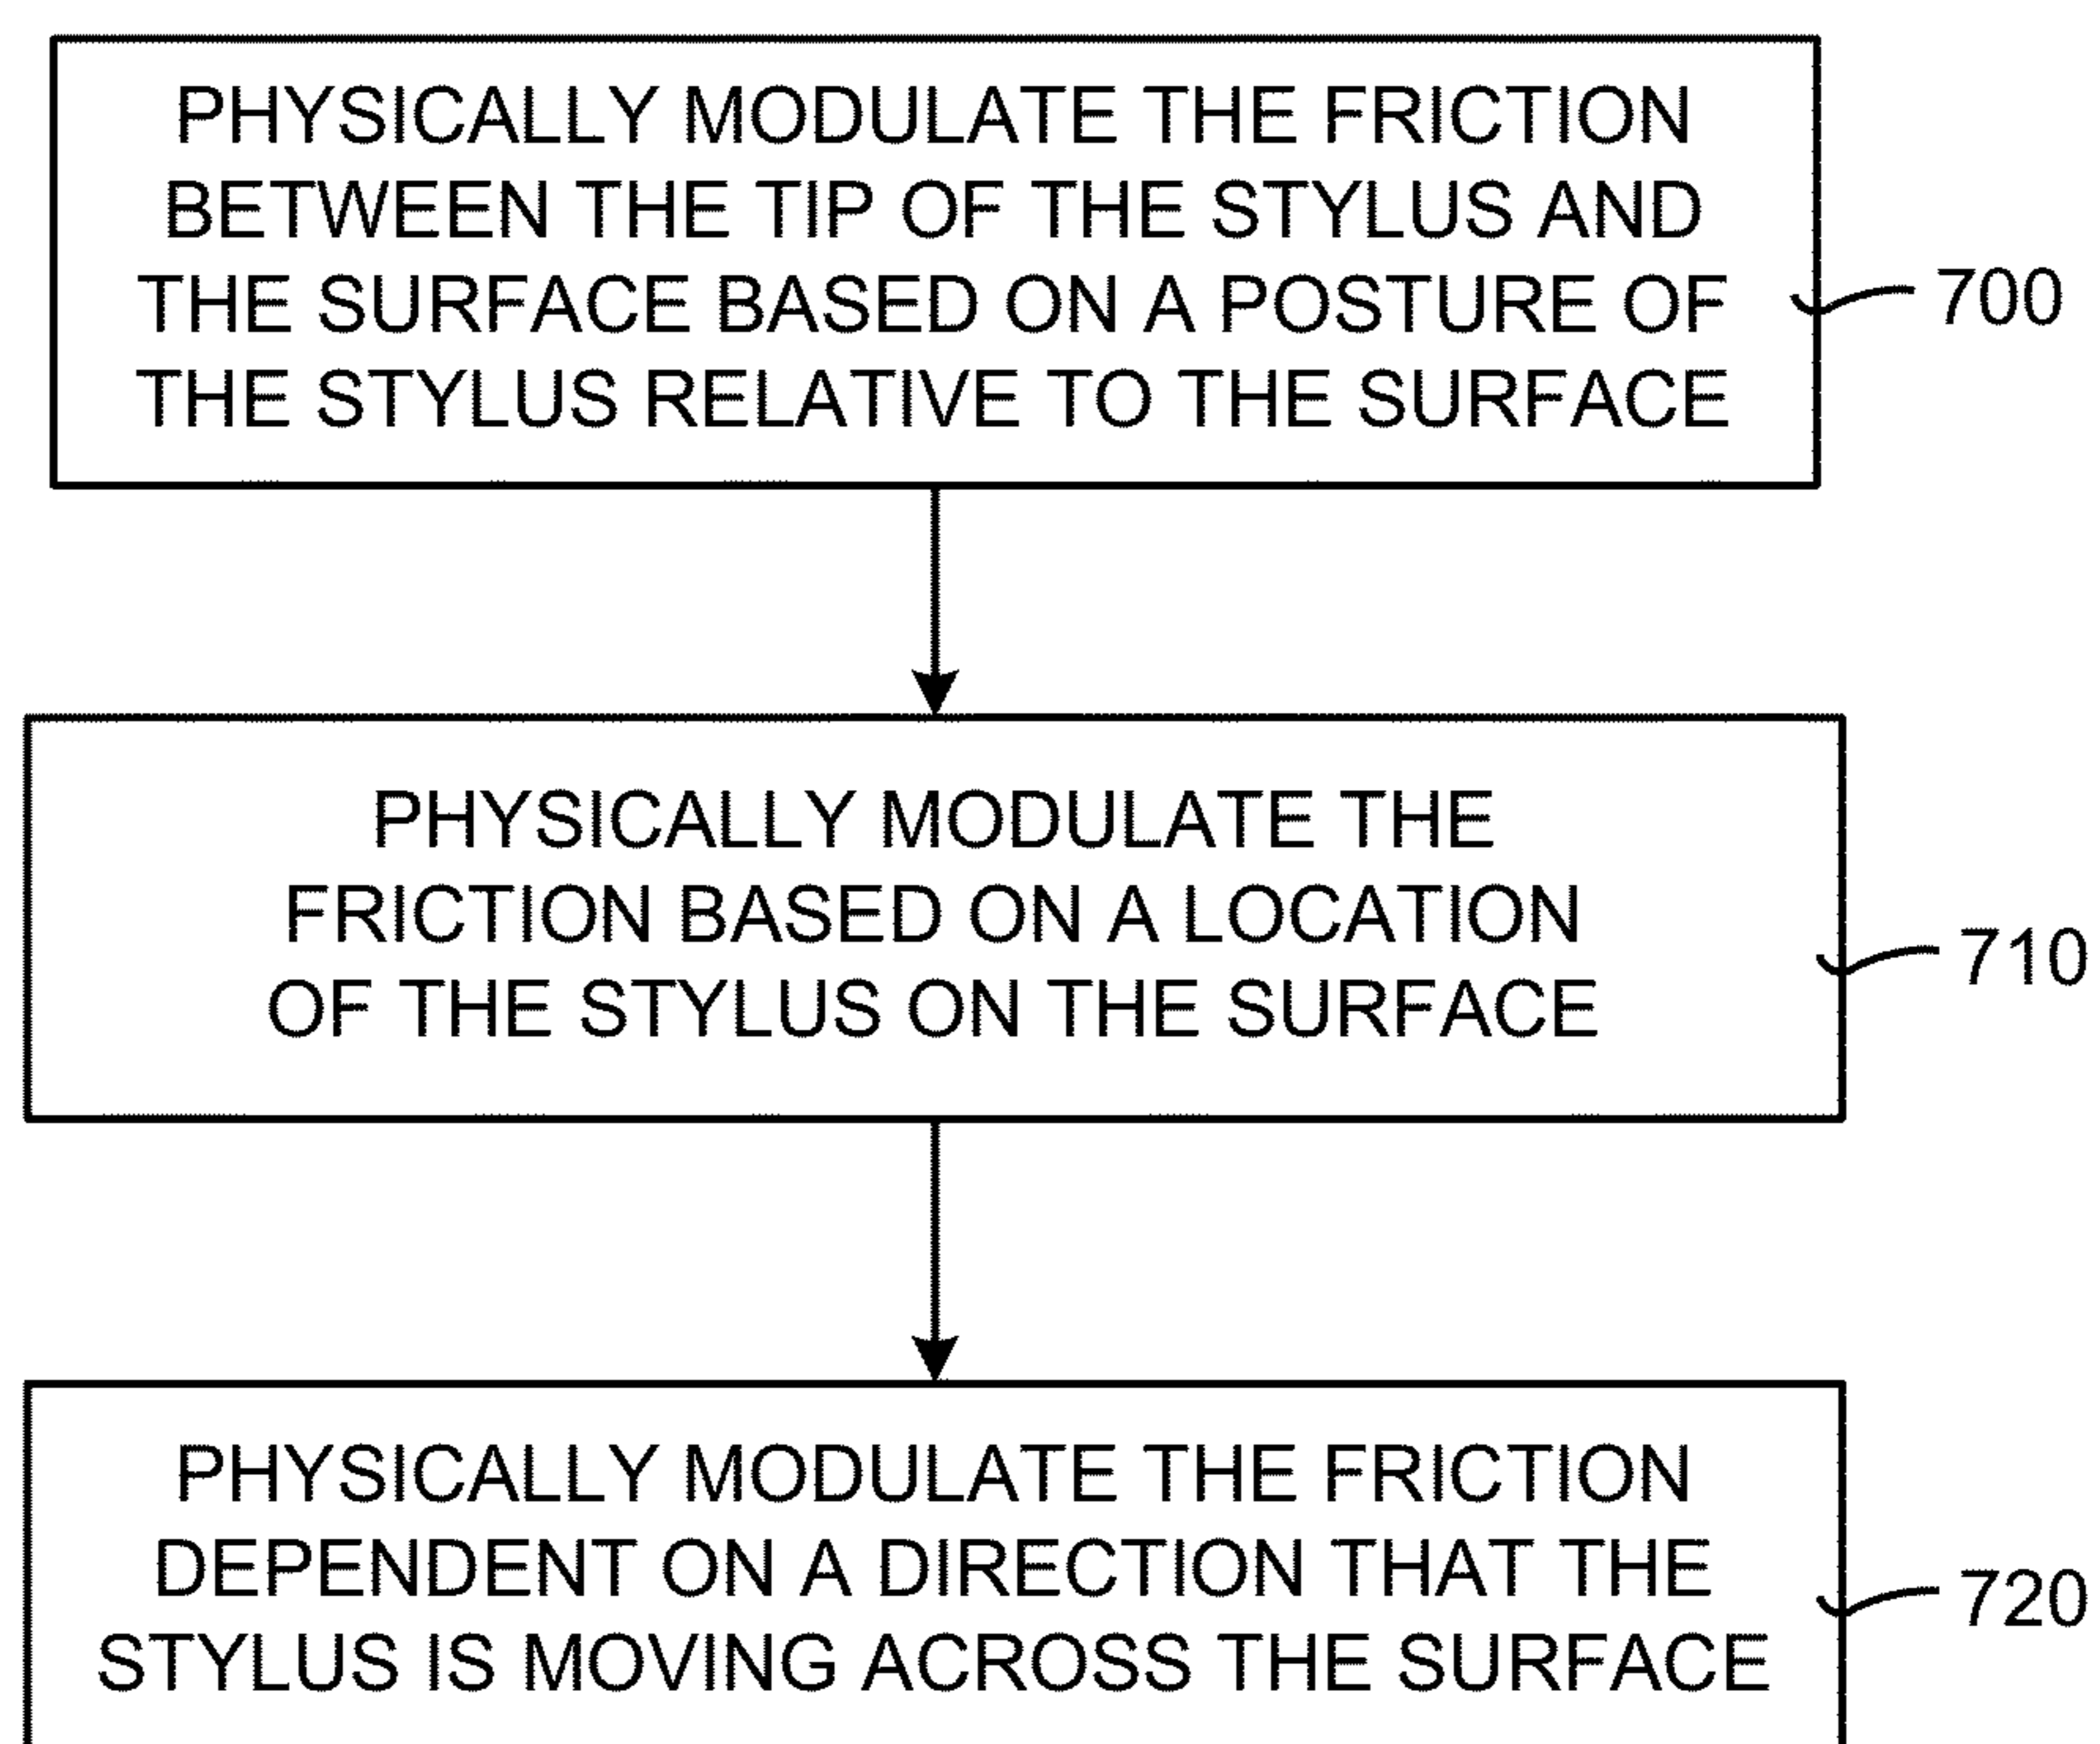 PHYSICALLY MODULATE THE FRICTION
BETWEEN THE TIP OF THE STYLUS AND
THE SURFACE BASED ON A POSTURE OF
THE STYLUS RELATIVE TO THE SURFACE
700
PHYSICALLY MODULATE THE
FRICTION BASED ON A LOCATION
OF THE STYLUS ON THE SURFACE
710
PHYSICALLY MODULATE THE FRICTION
DEPENDENT ON A DIRECTION THAT THE
STYLUS IS MOVING ACROSS THE SURFACE
720